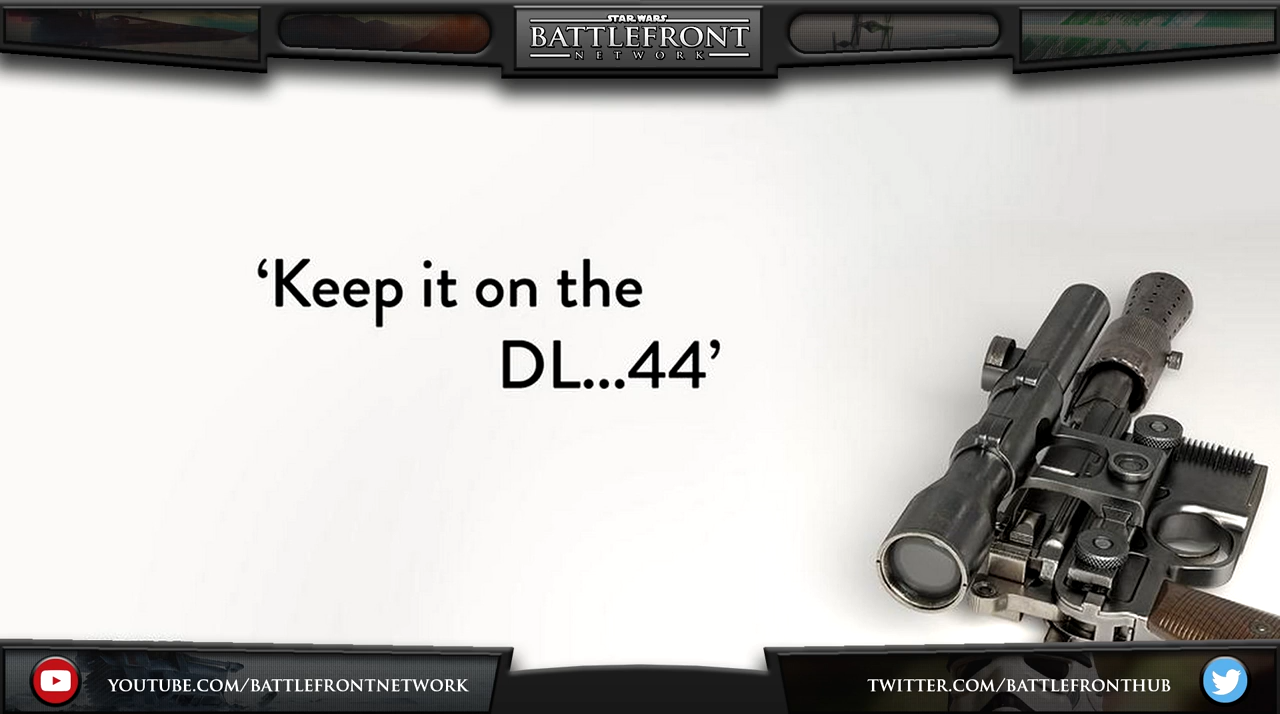 STAR WARS
BATTLEFRONT
NETWORK
‘Keep it on the
DL...44’
YOUTUBE.COM/BATTLEFRONTNETWORK
TWITTER.COM/BATTLEFRONTHUB